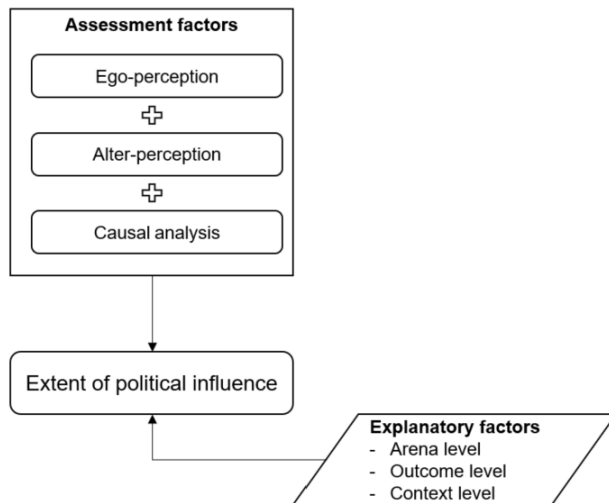 Assessment factors
Ego-perception
Alter-perception
Causal analysis
Extent of political influence
Explanatory factors
- Arena level
- Outcome level
- Context level